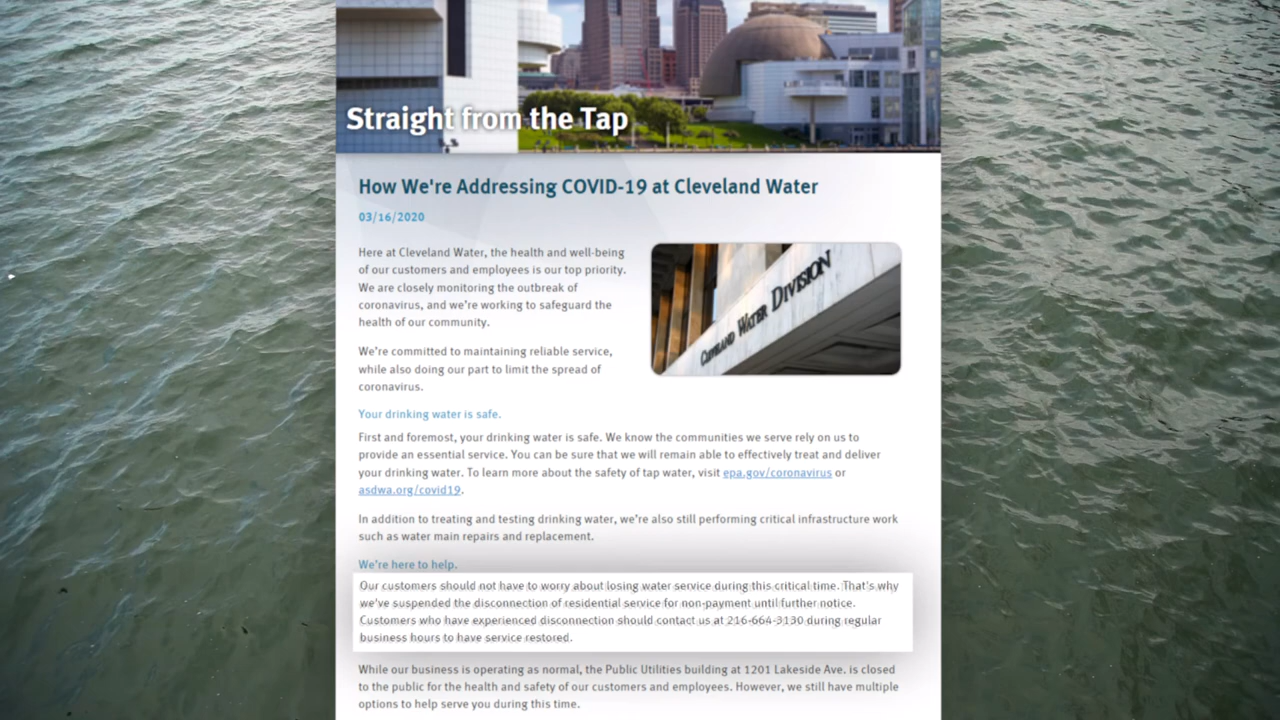 Straight from the Tap
How We're Addressing COVID-19 at Cleveland Water
03/16/2020
Here at Cleveland Water, the health and well-being
of our customers and employees is our top priority.
We are closely monitoring the outbreak of
coronavirus, and we're working to safeguard the
health of our community.
CLEVELAND WATER DIVISION
We're committed to maintaining reliable service,
while also doing our part to limit the spread of
coronavirus.
Your drinking water is safe.
First and foremost, your drinking water is safe. We know the communities we serve rely on us to
provide an essential service. You can be sure that we will remain able to effectively treat and deliver
your drinking water. To learn more about the safety of tap water, visit epa.gov/coronavirus or
asdwa.org/covid19.
In addition to treating and testing drinking water, we're also still performing critical infrastructure work
such as water main repairs and replacement.
We're here to help.
Our customers should not have to worry about losing water service during this critical time. That's why
we've suspended the disconnection of residential service for non-payment until further notice.
Customers who have experienced disconnection should contact us at 216-664-3130 during regular
business hours to have service restored.
While our business is operating as normal, the Public Utilities building at 1201 Lakeside Ave. is closed
to the public for the health and safety of our customers and employees. However, we still have multiple
options to help serve you during this time.